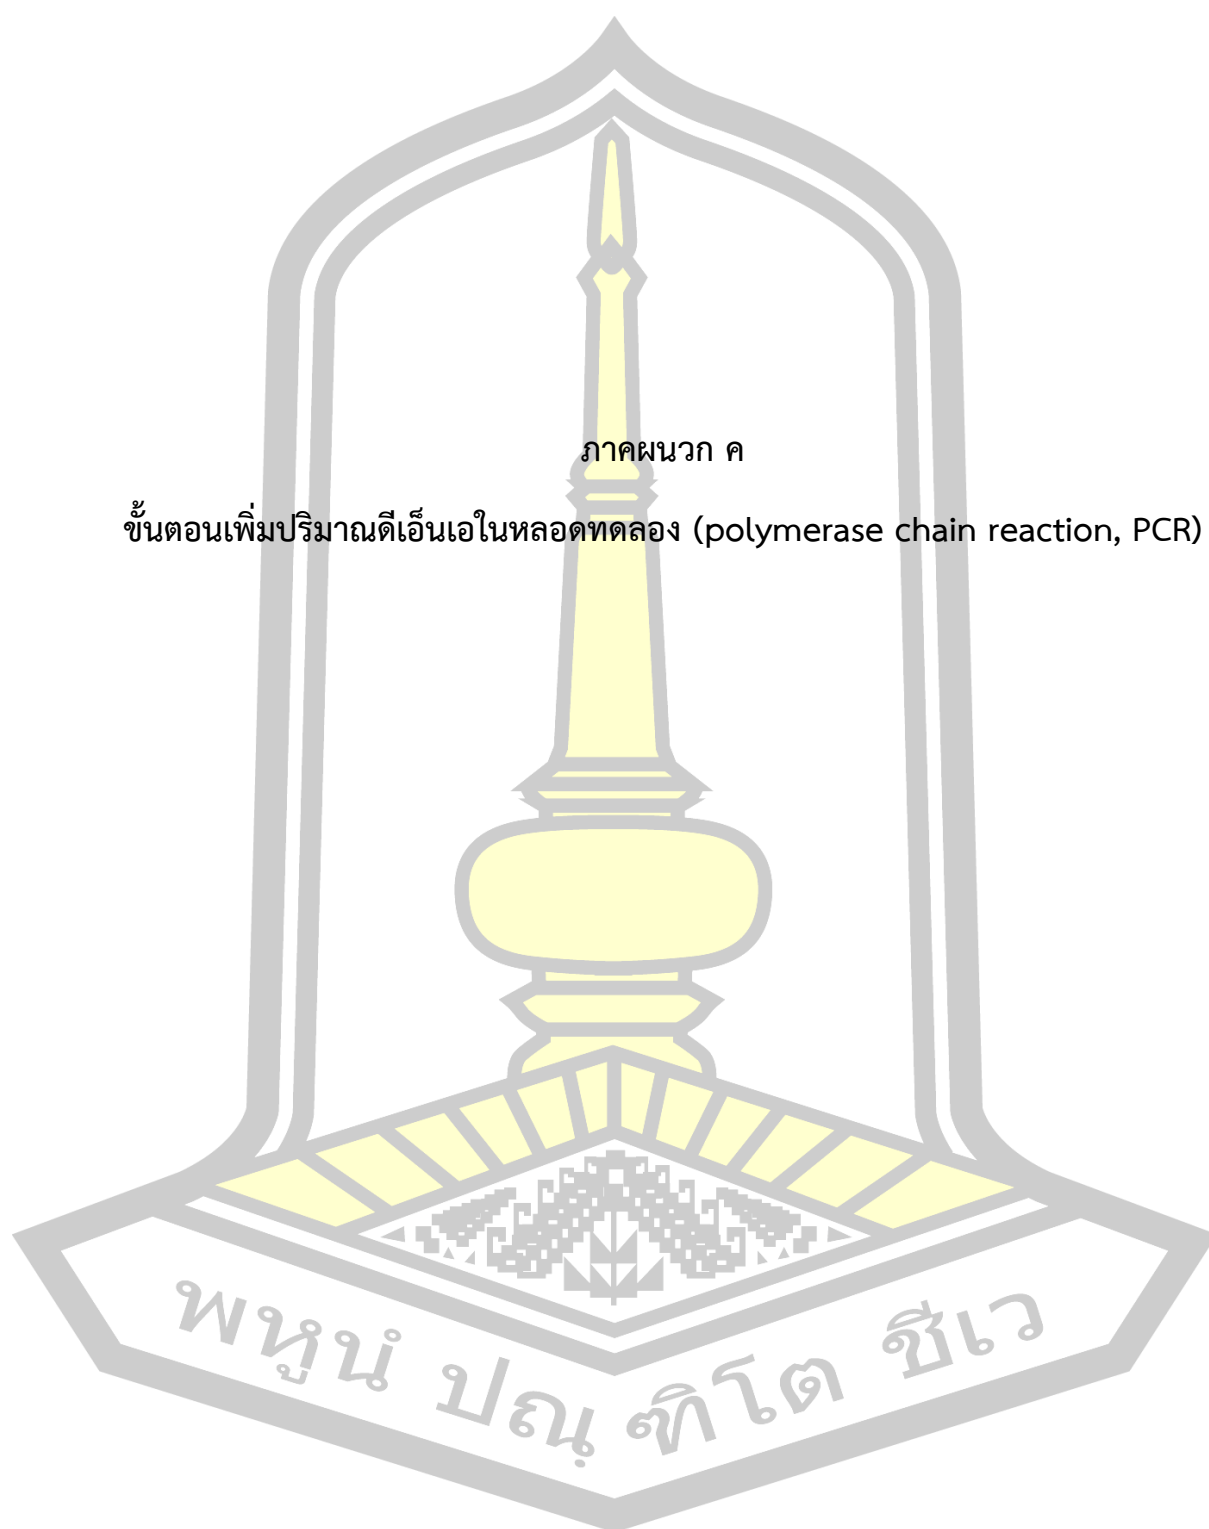 ภาคผนวก ค
ขั้นตอนเพิ่มปริมาณดีเอ็นเอในหลอดทดลอง (polymerase chain reaction, PCR)
พหูนํ ปณฺฑิโต ชีเว